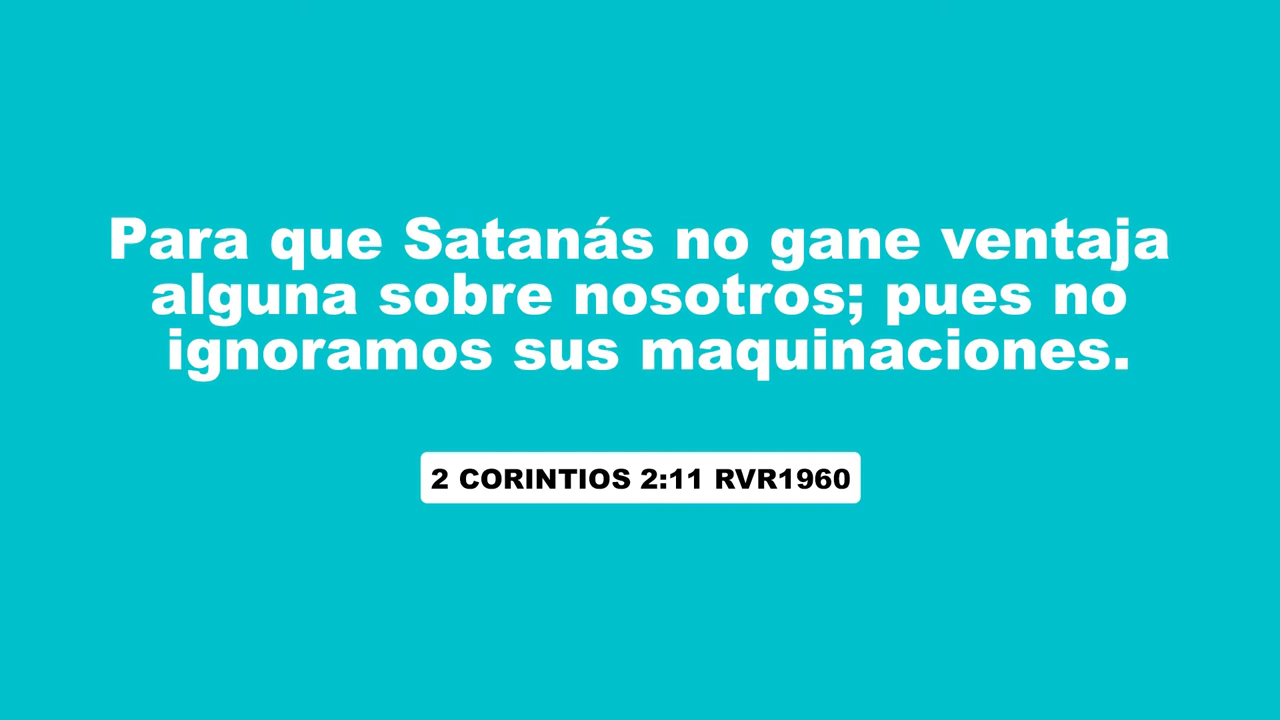 Para que Satanás no gane ventaja
alguna sobre nosotros; pues no
ignoramos sus maquinaciones.
2 CORINTIOS 2:11 RVR1960